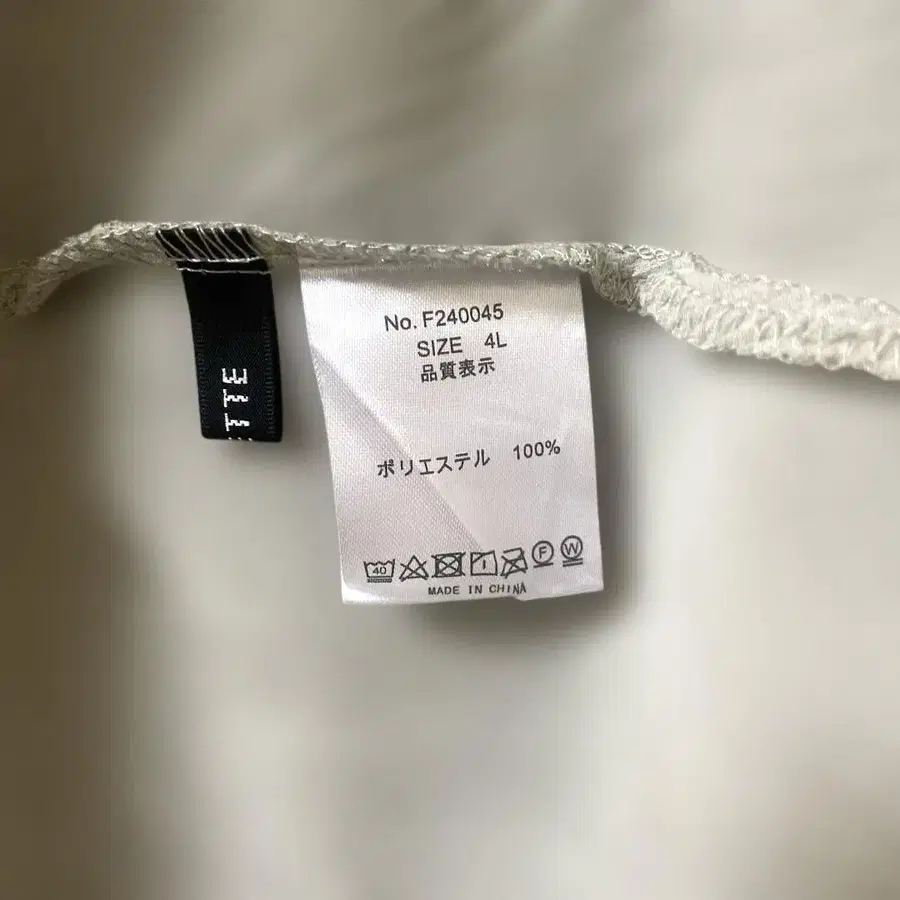 No. F240045
SIZE 4L
品質表示
ポリエステル 100%
40
F W
MADE IN CHINA
ETTE